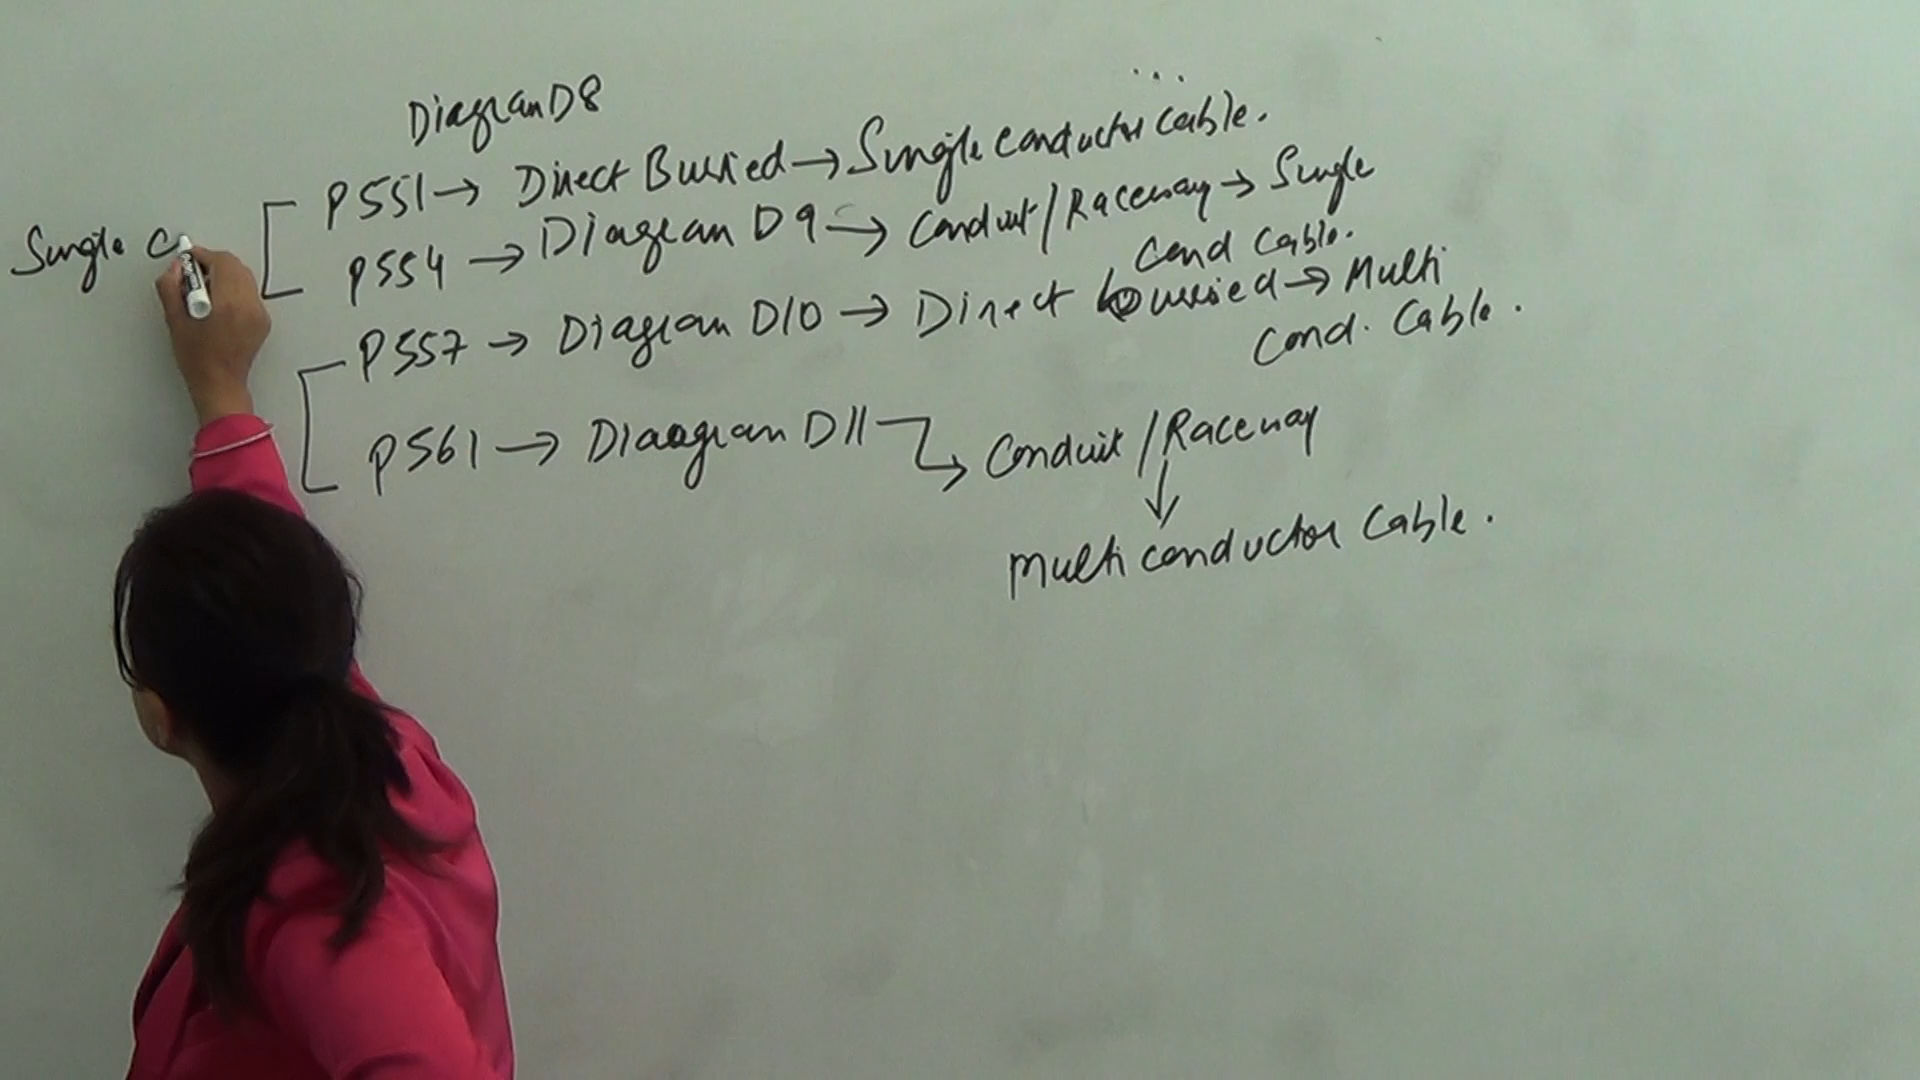 Diagram D8
P551 → Direct Buried → Single conductor cable.
P554 → Diagram D9 → Conduit/Raceway → Single
Cond Cable.
Single C
P557 → Diagram D10 → Direct buried → Multi
Cond. Cable.
P561 → Diagram D11 → Conduit/Raceway
↓
Multi conductor Cable.